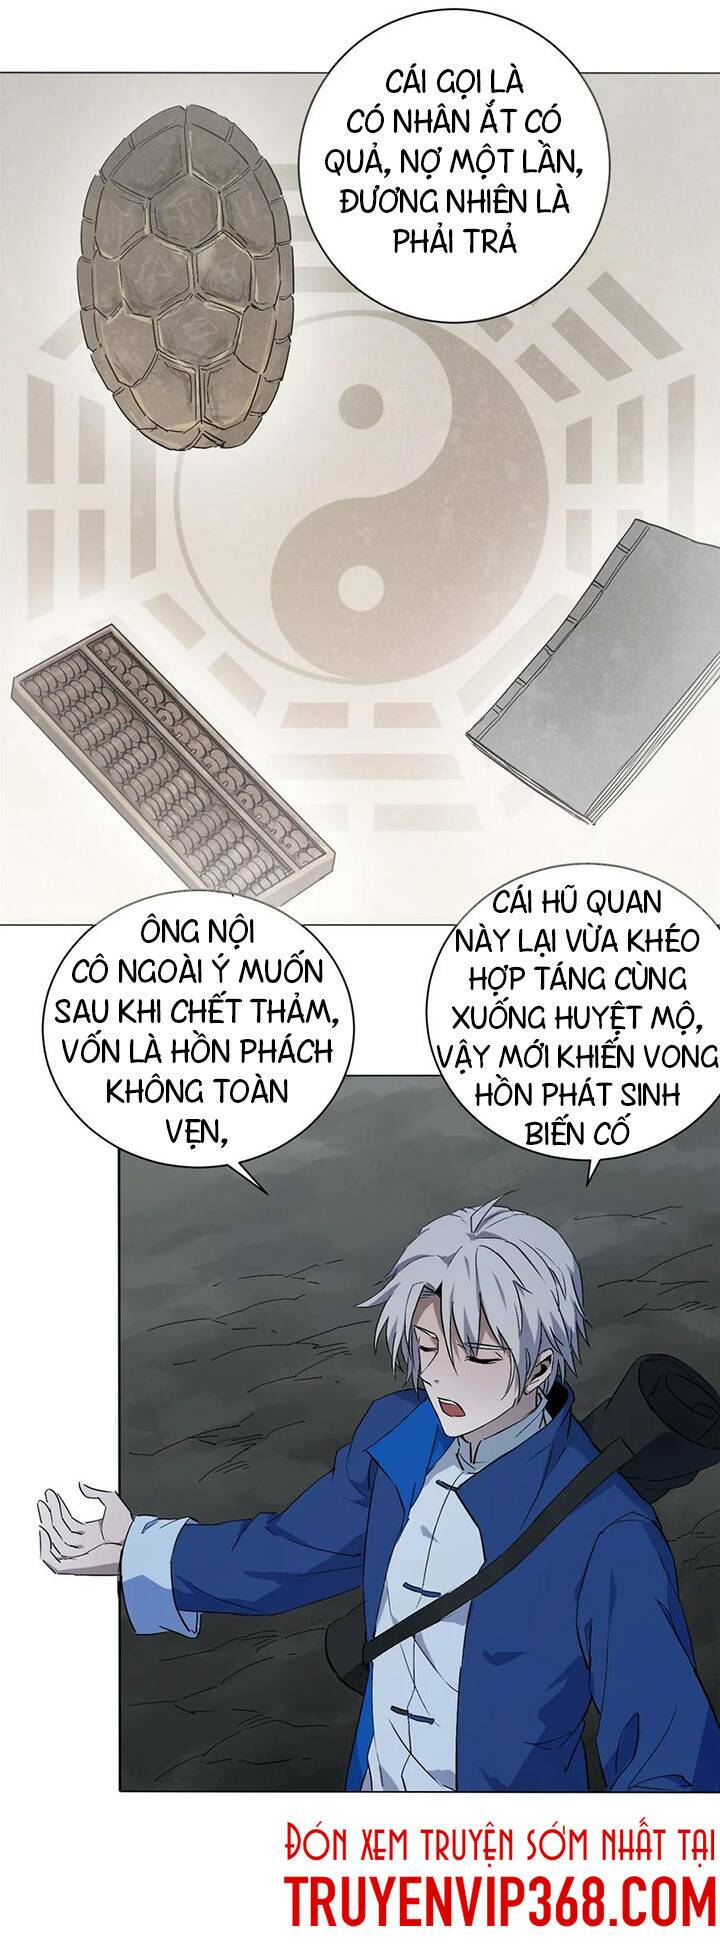 CÁI GỌI LÀ
CÓ NHÂN ẮT CÓ
QUẢ, NỢ MỘT LẦN,
ĐƯƠNG NHIÊN LÀ
PHẢI TRẢ
ÔNG NỘI
CÔ NGOÀI Ý MUỐN
SAU KHI CHẾT THẢM,
VỐN LÀ HỒN PHÁCH
KHÔNG TOÀN
VẸN,
CÁI HŨ QUAN
NÀY LẠI VỪA KHÉO
HỢP TÁNG CÙNG
XUỐNG HUYỆT MỘ,
VẬY MỚI KHIẾN VONG
HỒN PHÁT SINH
BIẾN CỐ
ĐÓN XEM TRUYỆN SỚM NHẤT TẠI
TRUYENVIP368.COM